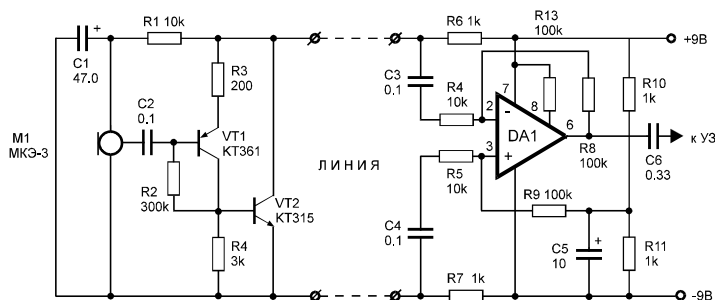 R1 10k
C1
47.0
+
M1
МКЭ-3
C2
0.1
R2
300k
R3
200
VT1
KT361
VT2
KT315
R4
3k
ЛИНИЯ
R6 1k
C3
0.1
R4
10k
R5
10k
C4
0.1
R7 1k
R13
100k
7
2
-
8
DA1
6
3
+
R8
100k
R9 100k
C5
10
+
R10
1k
R11
1k
C6
0.33
к УЗЧ
+9В
-9В